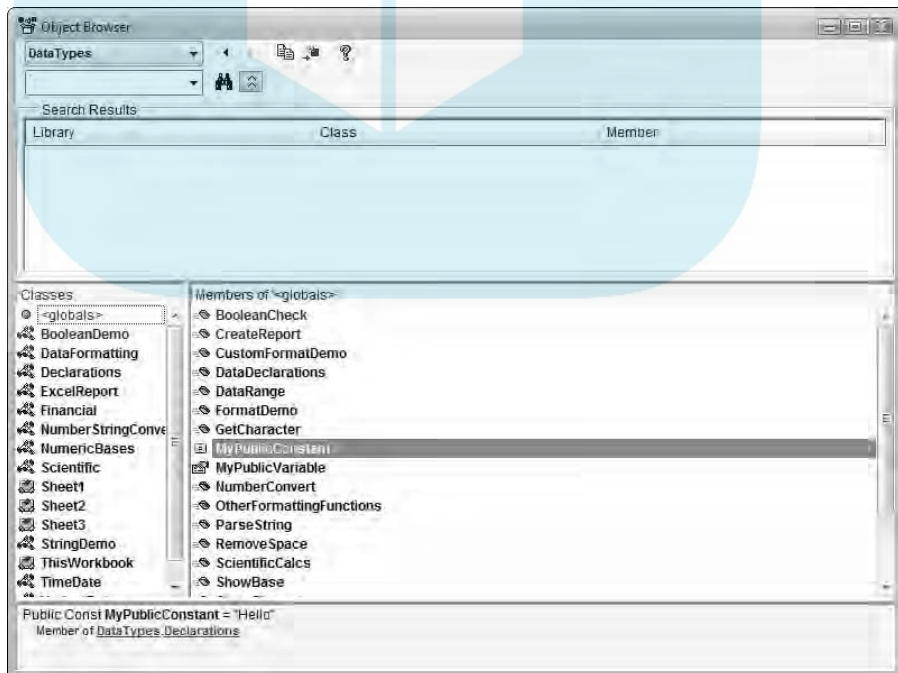 Object Browser
DataTypes
Search Results
Library Class Member
Classes
<globals>
BooleanDemo
DataFormatting
Declarations
ExcelReport
Financial
NumberStringConve
NumericBases
Scientific
Sheet1
Sheet2
Sheet3
StringDemo
ThisWorkbook
TimeDate
Members of '<globals>'
BooleanCheck
CreateReport
CustomFormatDemo
DataDeclarations
DataRange
FormatDemo
GetCharacter
MyPublicConstant
MyPublicVariable
NumberConvert
OtherFormattingFunctions
ParseString
RemoveSpace
ScientificCalcs
ShowBase
Public Const MyPublicConstant = "Hello"
Member of DataTypes.Declarations